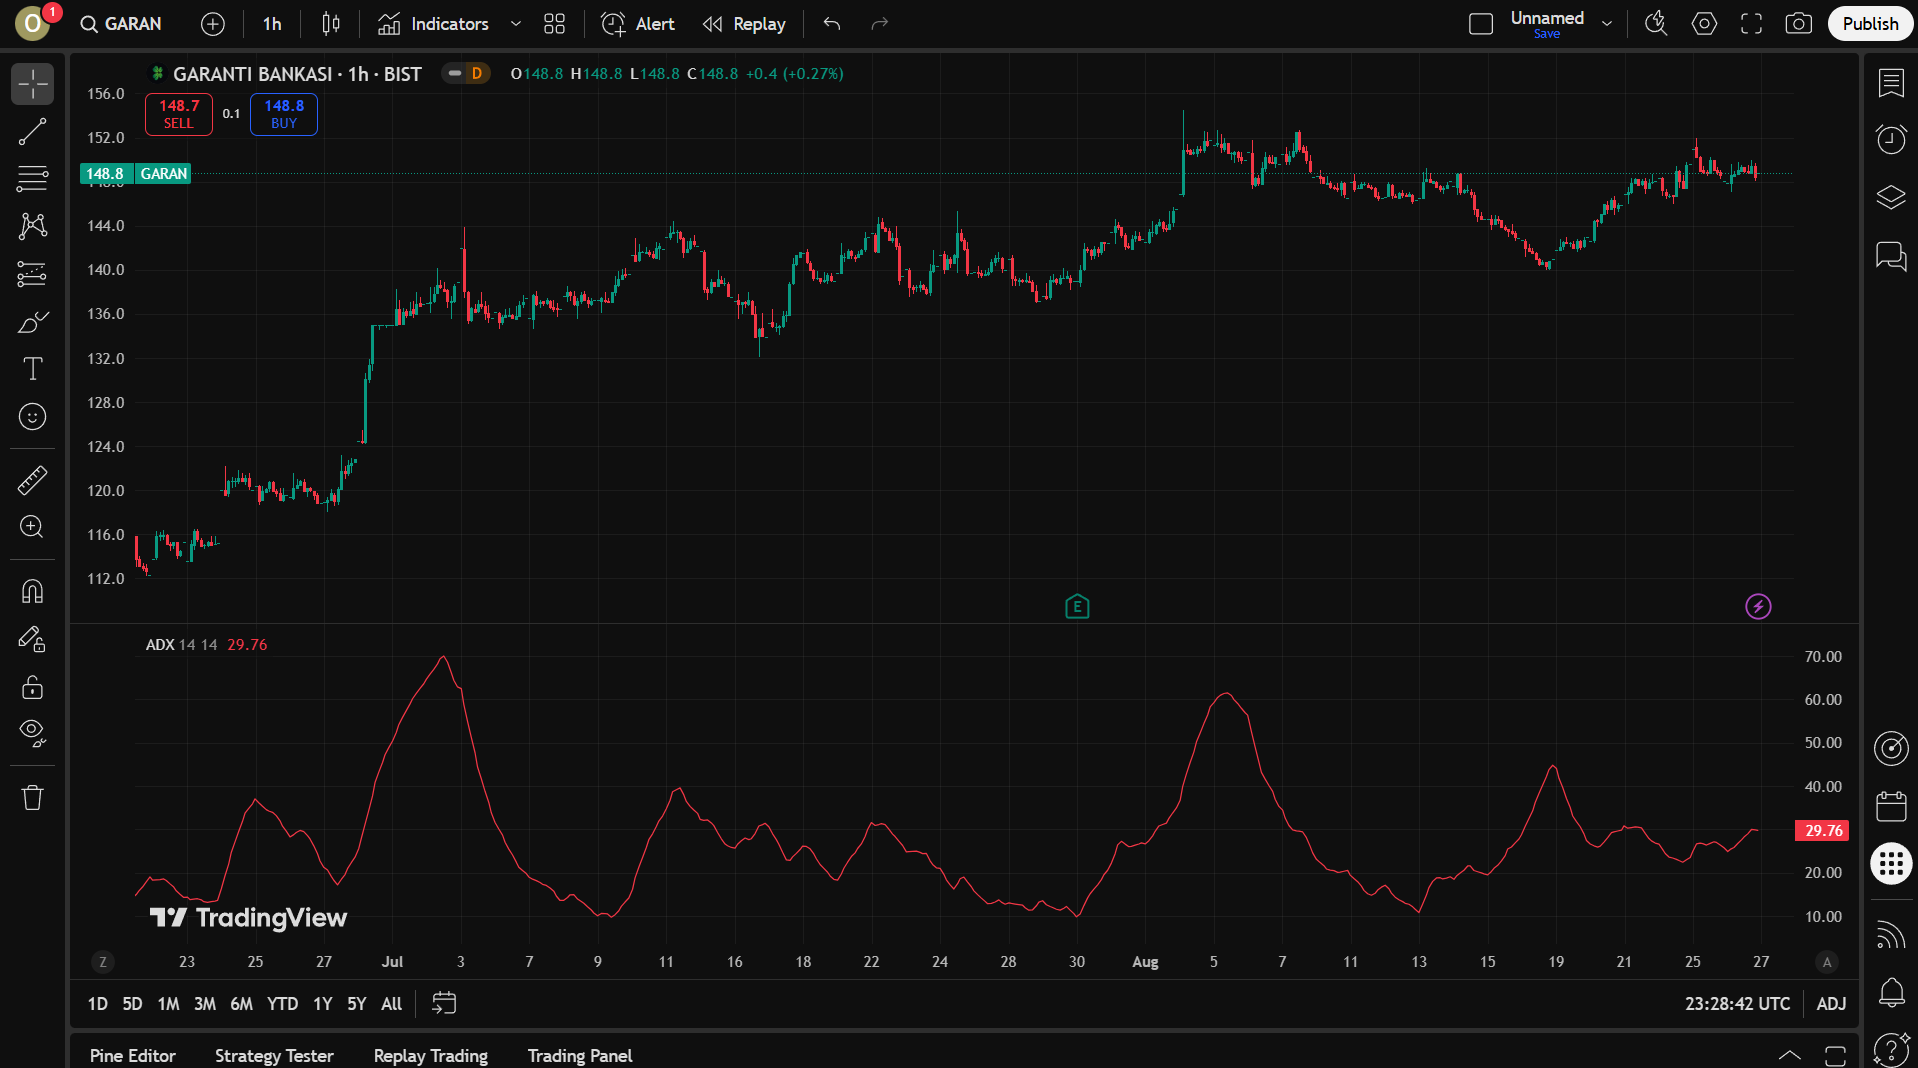 O 1 GARAN 1h Indicators Alert Replay Unnamed Save Publish
GARANTI BANKASI · 1h · BIST D O148.8 H148.8 L148.8 C148.8 +0.4 (+0.27%)
148.7 SELL 0.1 148.8 BUY
156.0
152.0
148.8 GARAN
148.0
144.0
140.0
136.0
132.0
128.0
124.0
120.0
116.0
112.0
E
ADX 14 14 29.76
70.00
60.00
50.00
40.00
29.76
20.00
10.00
TradingView
Z 23 25 27 Jul 3 7 9 11 16 18 22 24 28 30 Aug 5 7 11 13 15 19 21 25 27 A
1D 5D 1M 3M 6M YTD 1Y 5Y All 23:28:42 UTC ADJ
Pine Editor Strategy Tester Replay Trading Trading Panel